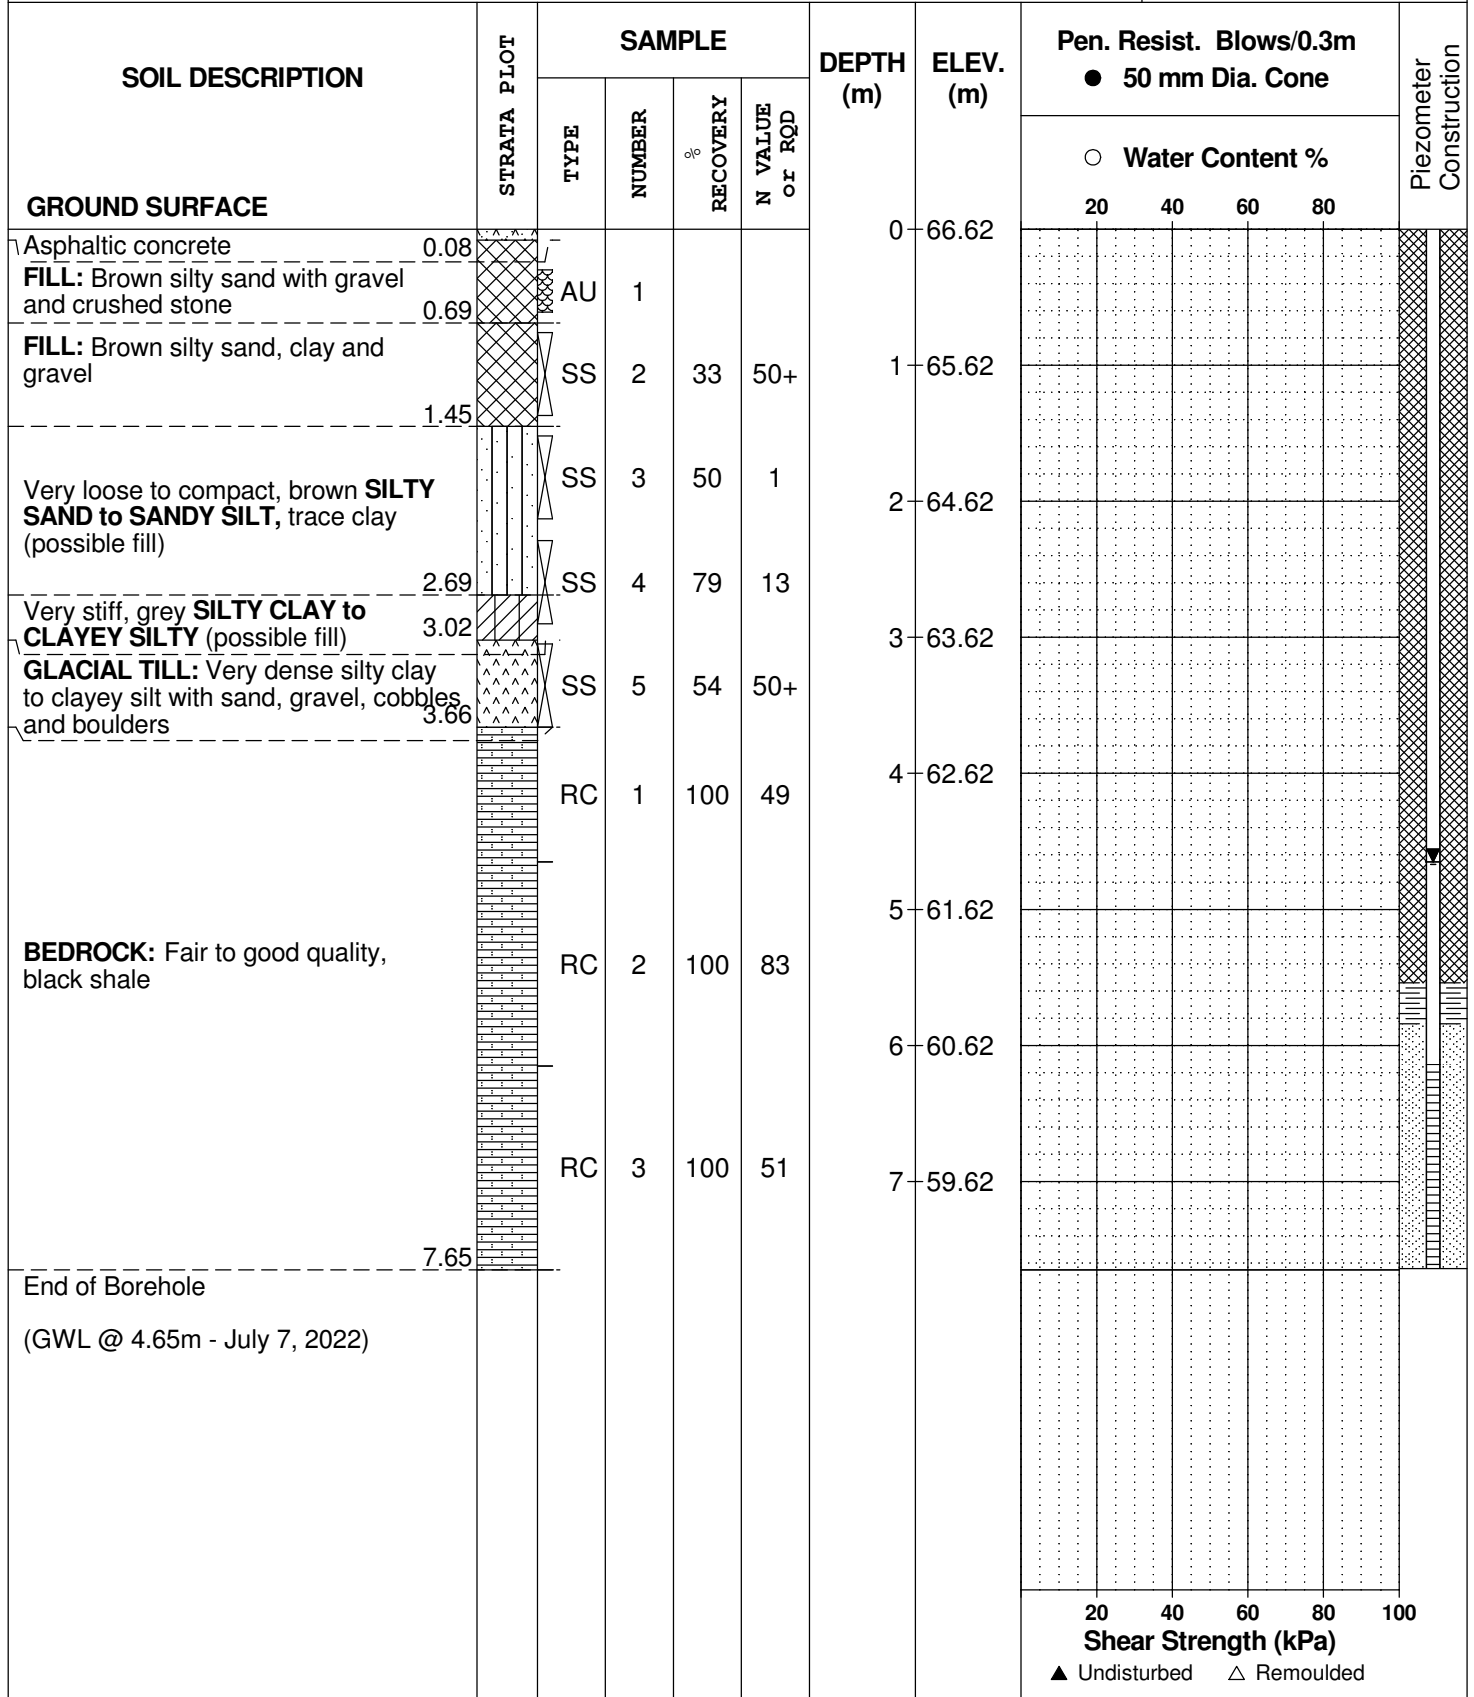 SOIL DESCRIPTION
GROUND SURFACE
STRATA PLOT
SAMPLE
TYPE
NUMBER
% RECOVERY
N VALUE or RQD
DEPTH (m)
ELEV. (m)
Pen. Resist. Blows/0.3m
● 50 mm Dia. Cone
○ Water Content %
20 40 60 80
Piezometer Construction
0 66.62
Asphaltic concrete 0.08
FILL: Brown silty sand with gravel
and crushed stone 0.69
AU 1
FILL: Brown silty sand, clay and
gravel
1.45
SS 2 33 50+
1 65.62
Very loose to compact, brown SILTY
SAND to SANDY SILT, trace clay
(possible fill)
2.69
SS 3 50 1
2 64.62
SS 4 79 13
Very stiff, grey SILTY CLAY to
CLAYEY SILTY (possible fill) 3.02
3 63.62
GLACIAL TILL: Very dense silty clay
to clayey silt with sand, gravel, cobbles
and boulders 3.66
SS 5 54 50+
4 62.62
RC 1 100 49
5 61.62
BEDROCK: Fair to good quality,
black shale
RC 2 100 83
6 60.62
RC 3 100 51
7 59.62
7.65
End of Borehole
(GWL @ 4.65m - July 7, 2022)
20 40 60 80 100
Shear Strength (kPa)
▲ Undisturbed △ Remoulded